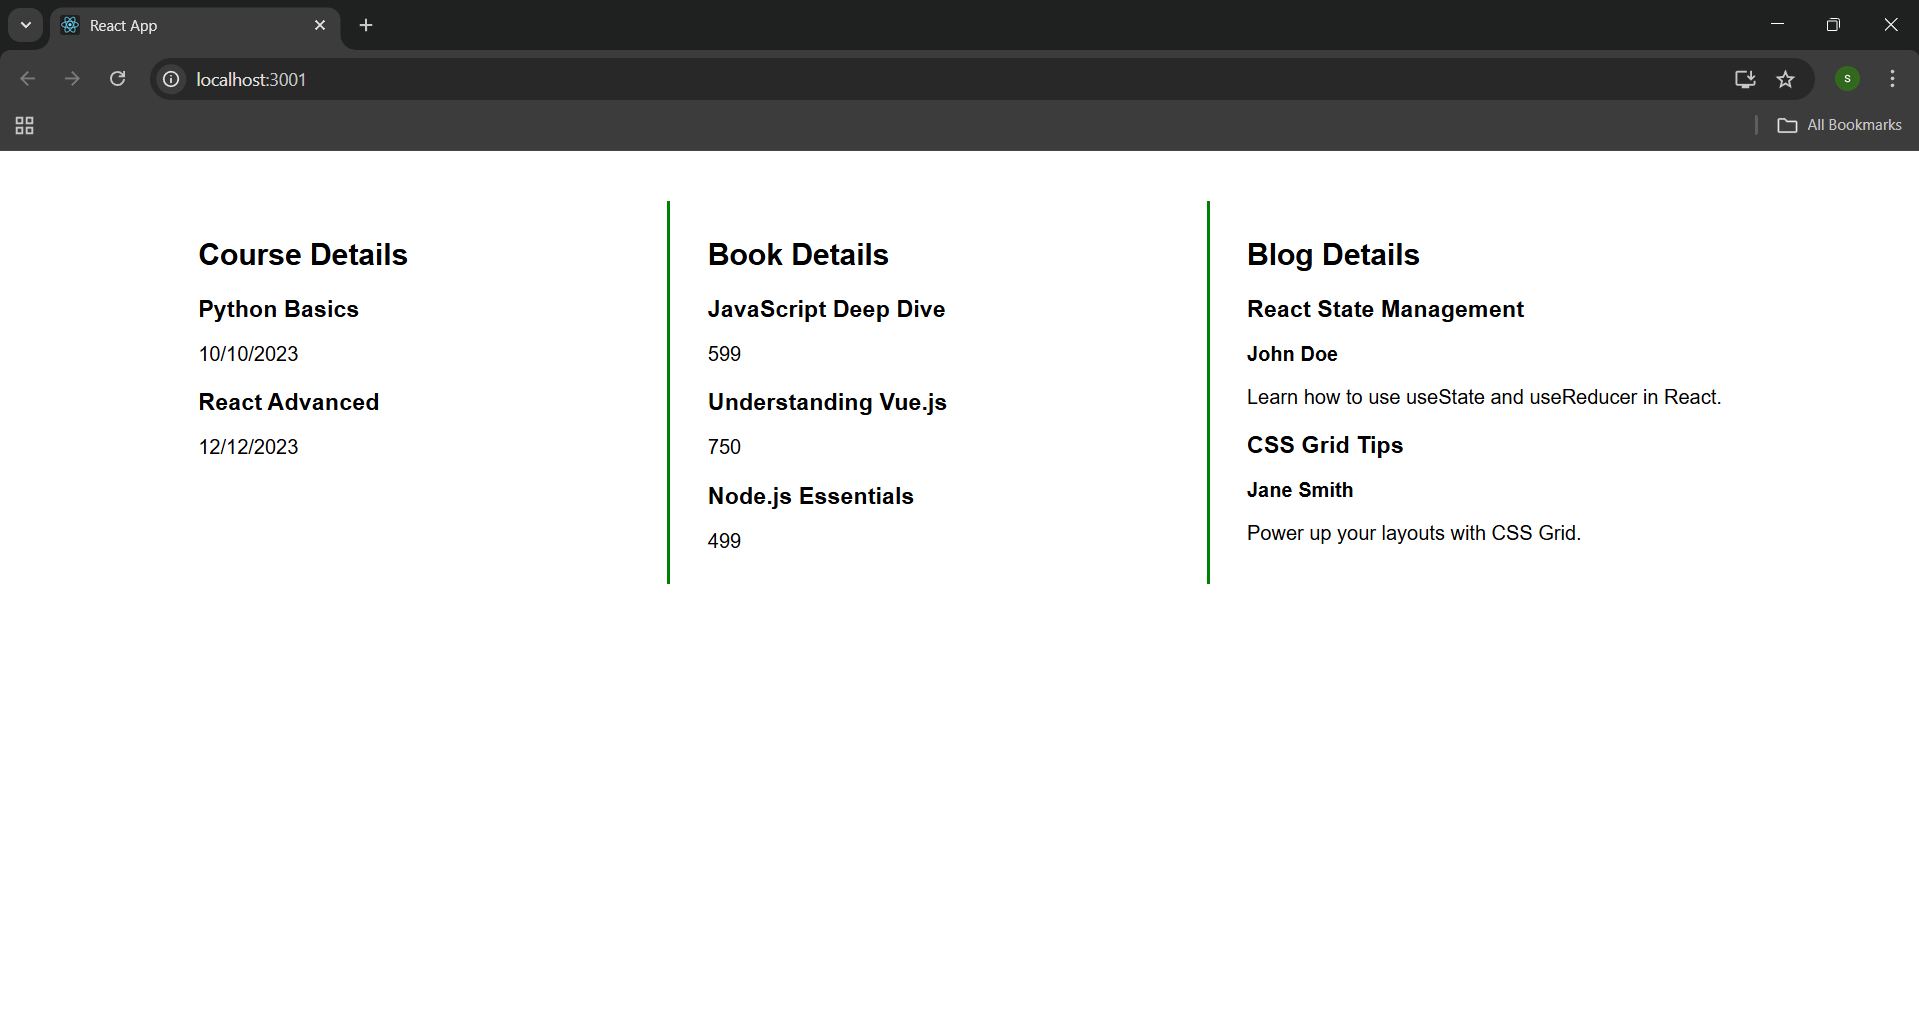 React App
localhost:3001
S
All Bookmarks
Course Details
Python Basics
10/10/2023
React Advanced
12/12/2023
Book Details
JavaScript Deep Dive
599
Understanding Vue.js
750
Node.js Essentials
499
Blog Details
React State Management
John Doe
Learn how to use useState and useReducer in React.
CSS Grid Tips
Jane Smith
Power up your layouts with CSS Grid.